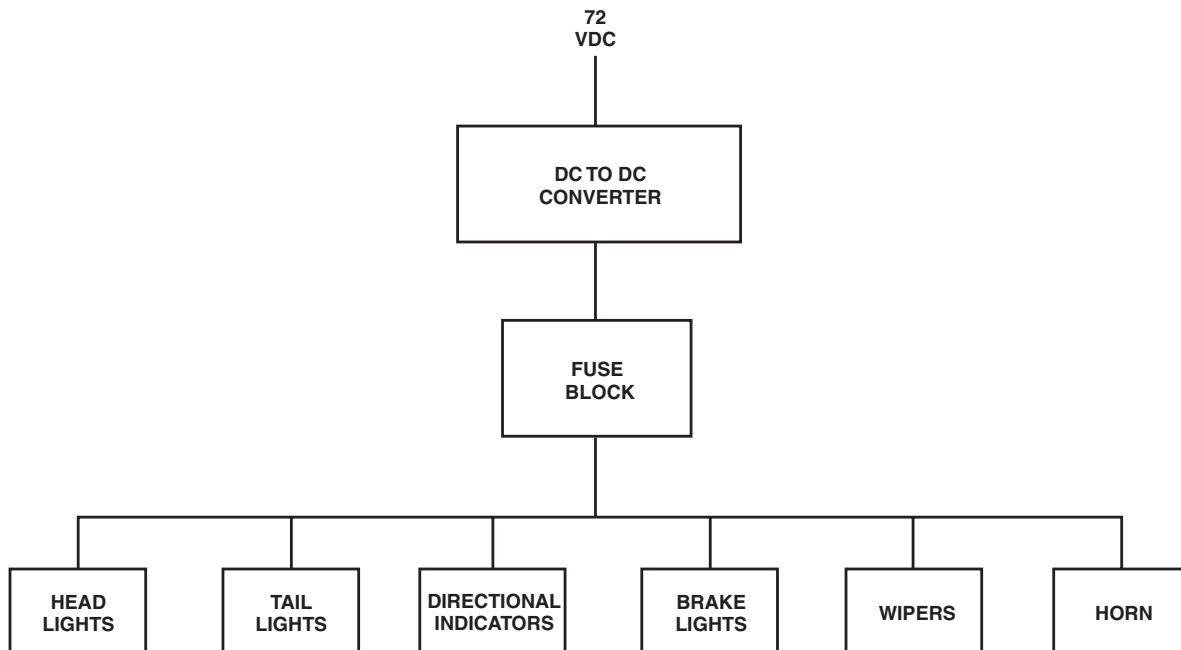 72
VDC
DC TO DC
CONVERTER
FUSE
BLOCK
HEAD
LIGHTS
TAIL
LIGHTS
DIRECTIONAL
INDICATORS
BRAKE
LIGHTS
WIPERS
HORN